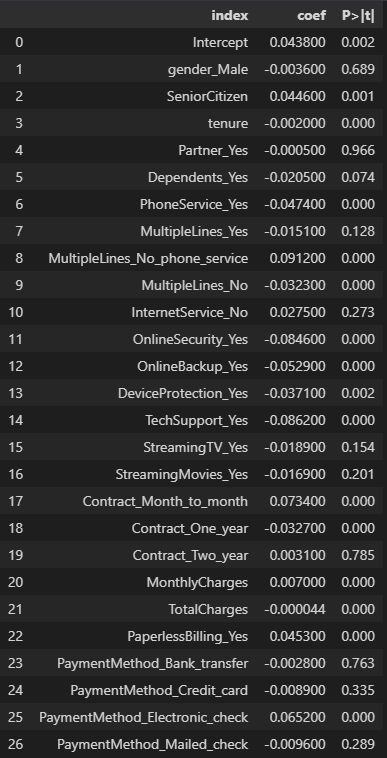 index coef P>|t|
0 Intercept 0.043800 0.002
1 gender_Male -0.003600 0.689
2 SeniorCitizen 0.044600 0.001
3 tenure -0.002000 0.000
4 Partner_Yes -0.000500 0.966
5 Dependents_Yes -0.020500 0.074
6 PhoneService_Yes -0.047400 0.000
7 MultipleLines_Yes -0.015100 0.128
8 MultipleLines_No_phone_service 0.091200 0.000
9 MultipleLines_No -0.032300 0.000
10 InternetService_No 0.027500 0.273
11 OnlineSecurity_Yes -0.084600 0.000
12 OnlineBackup_Yes -0.052900 0.000
13 DeviceProtection_Yes -0.037100 0.002
14 TechSupport_Yes -0.086200 0.000
15 StreamingTV_Yes -0.018900 0.154
16 StreamingMovies_Yes -0.016900 0.201
17 Contract_Month_to_month 0.073400 0.000
18 Contract_One_year -0.032700 0.000
19 Contract_Two_year 0.003100 0.785
20 MonthlyCharges 0.007000 0.000
21 TotalCharges -0.000044 0.000
22 PaperlessBilling_Yes 0.045300 0.000
23 PaymentMethod_Bank_transfer -0.002800 0.763
24 PaymentMethod_Credit_card -0.008900 0.335
25 PaymentMethod_Electronic_check 0.065200 0.000
26 PaymentMethod_Mailed_check -0.009600 0.289